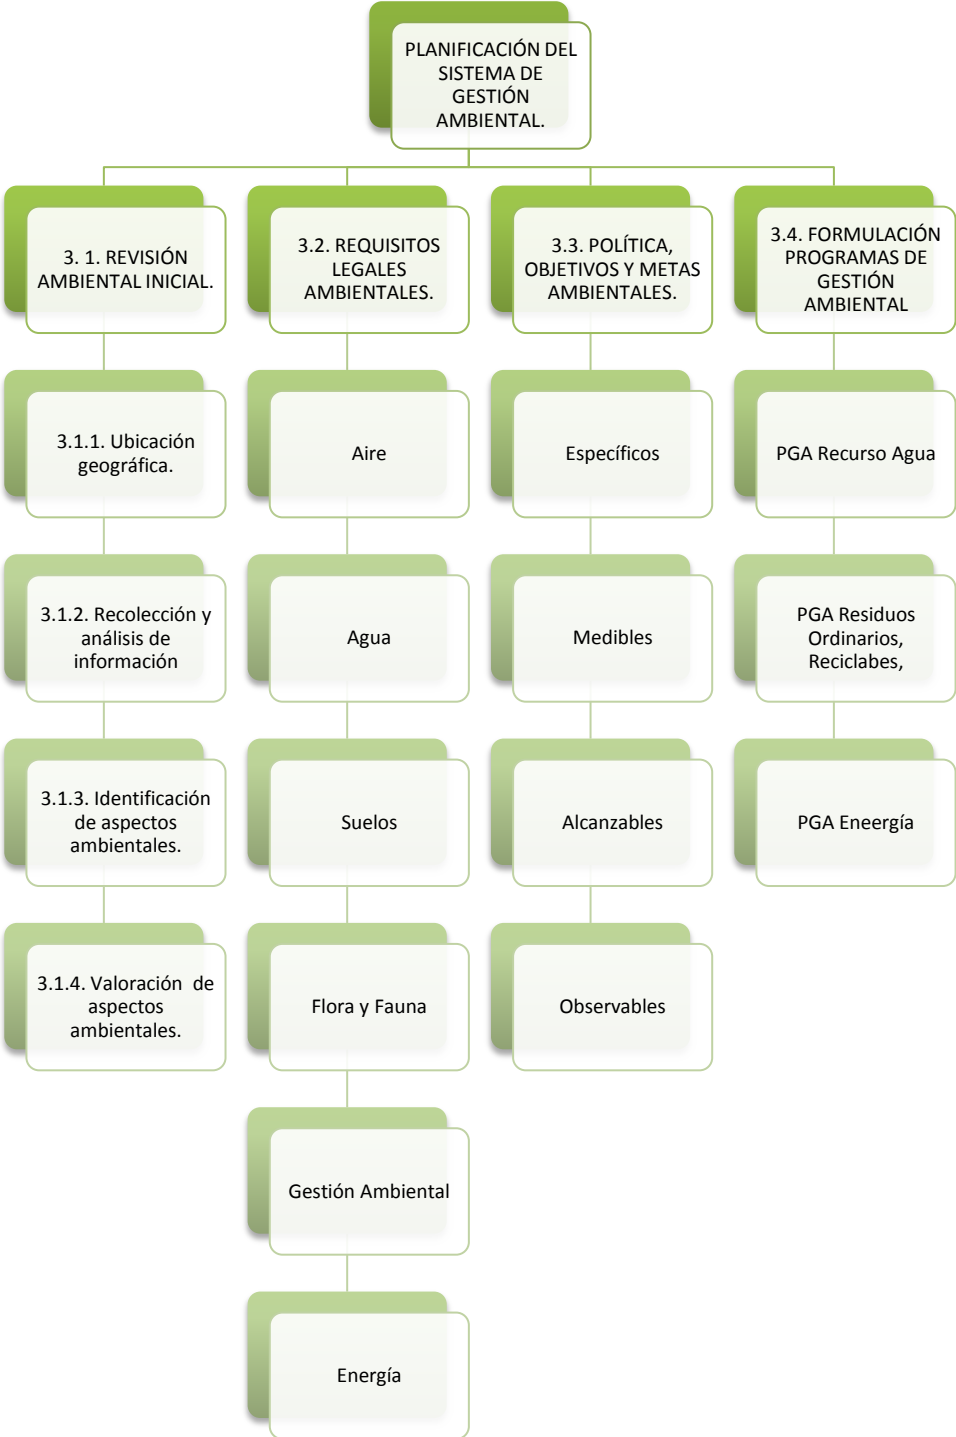 PLANIFICACIÓN DEL
SISTEMA DE
GESTIÓN
AMBIENTAL.
3. 1. REVISIÓN
AMBIENTAL INICIAL.
3.2. REQUISITOS
LEGALES
AMBIENTALES.
3.3. POLÍTICA,
OBJETIVOS Y METAS
AMBIENTALES.
3.4. FORMULACIÓN
PROGRAMAS DE
GESTIÓN
AMBIENTAL
3.1.1. Ubicación
geográfica.
Aire
Específicos
PGA Recurso Agua
3.1.2. Recolección y
análisis de
información
Agua
Medibles
PGA Residuos
Ordinarios,
Reciclabes,
3.1.3. Identificación
de aspectos
ambientales.
Suelos
Alcanzables
PGA Eneergía
3.1.4. Valoración de
aspectos
ambientales.
Flora y Fauna
Observables
Gestión Ambiental
Energía